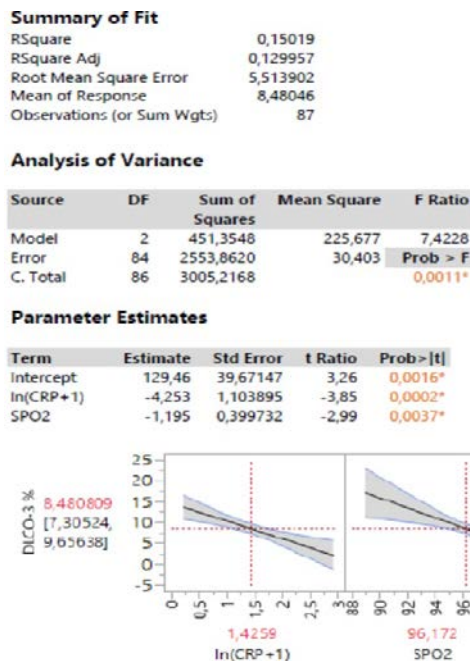 Summary of Fit
RSquare 0,15019
RSquare Adj 0,129957
Root Mean Square Error 5,513902
Mean of Response 8,48046
Observations (or Sum Wgts) 87
Analysis of Variance
Source DF Sum of Squares Mean Square F Ratio
Model 2 451,3548 225,677 7,4228
Error 84 2553,8620 30,403 Prob > F
C. Total 86 3005,2168 0,0011*
Parameter Estimates
Term Estimate Std Error t Ratio Prob>|t|
Intercept 129,46 39,67147 3,26 0,0016*
ln(CRP+1) -4,253 1,103895 -3,85 0,0002*
SPO2 -1,195 0,399732 -2,99 0,0037*
DLCO-3 %
8,480809
[7,30524,
9,65638]
25
20
15
10
5
0
-5
0 0,5 1 1,5 2 2,5 3 88 90 92 94 96
1,4259 96,172
ln(CRP+1) SPO2